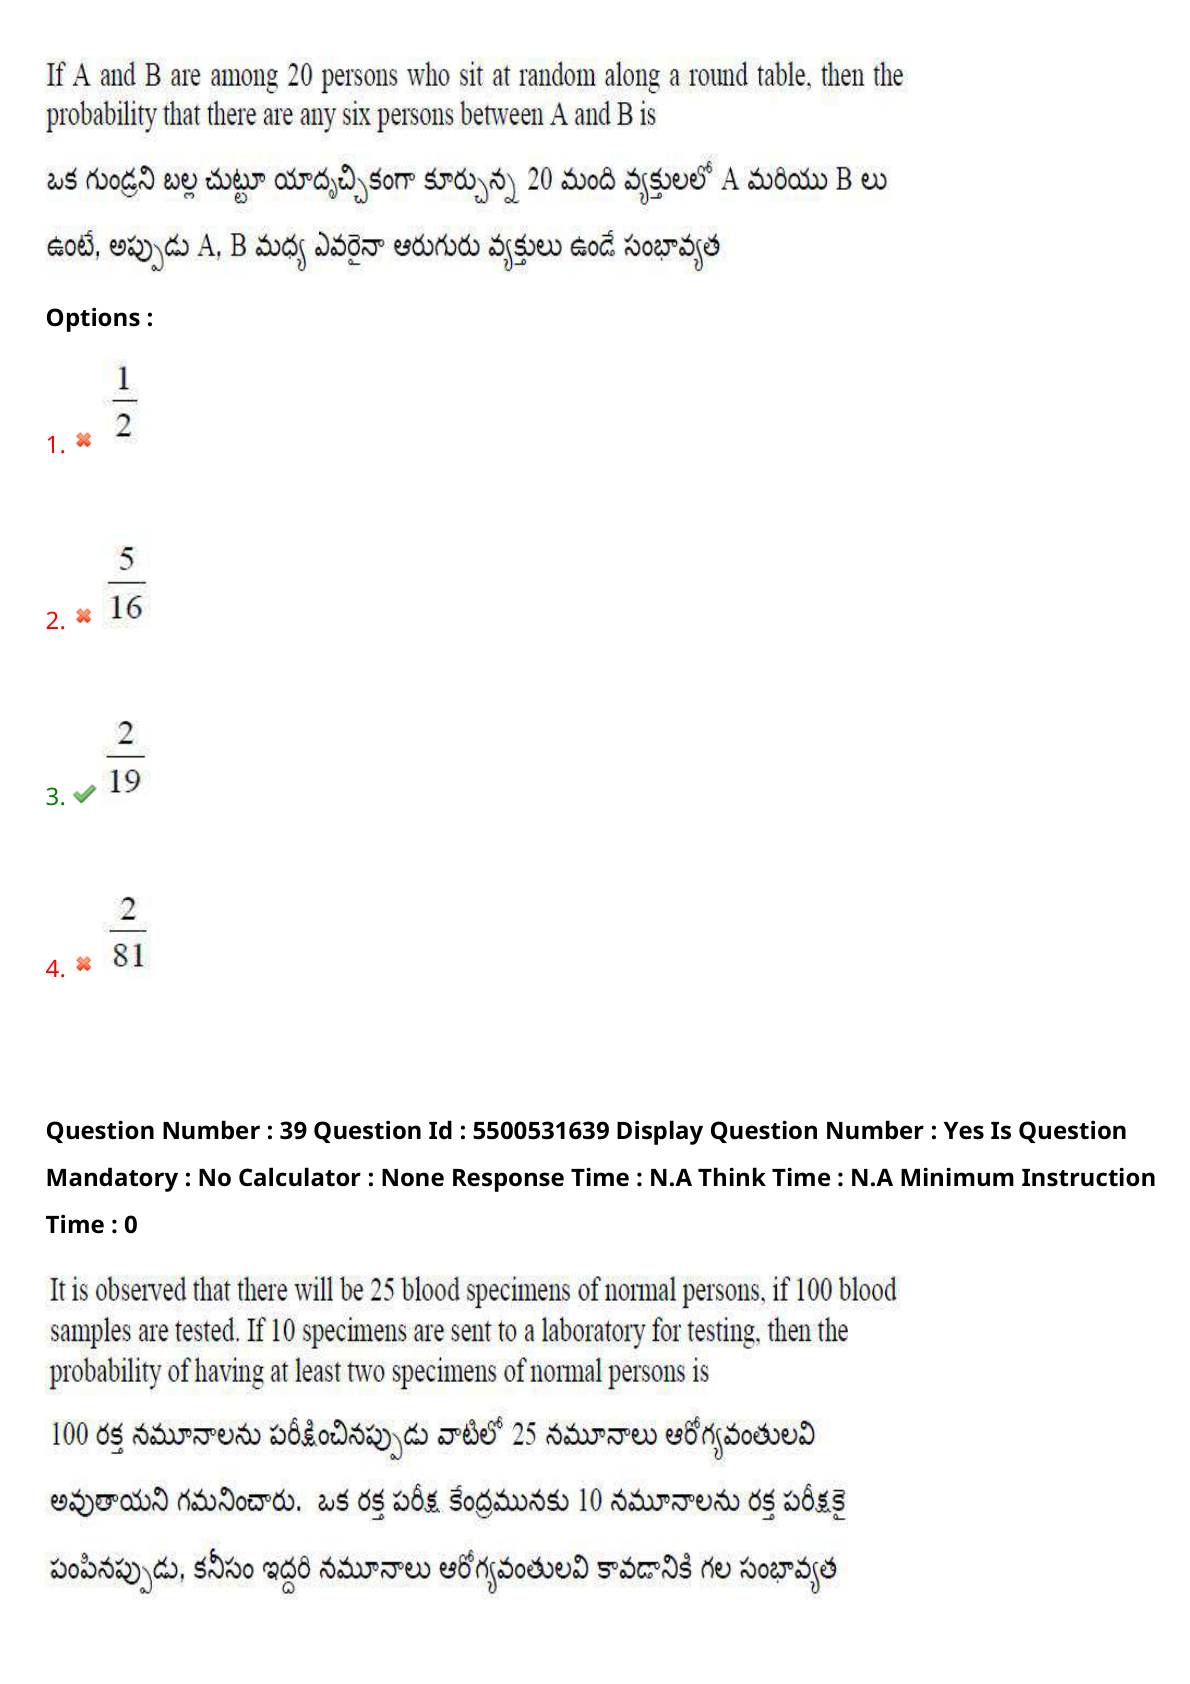 If A and B are among 20 persons who sit at random along a round table, then the
probability that there are any six persons between A and B is
ఒక గుండ్రని బల్ల చుట్టూ యాదృచ్చికంగా కూర్చున్న 20 మంది వ్యక్తులలో A మరియు B లు
ఉంటే, అప్పుడు A, B మధ్య ఎవరైనా ఆరుగురు వ్యక్తులు ఉండే సంభావ్యత
Options :
1. 1/2
2. 5/16
3. 2/19
4. 2/81
Question Number : 39 Question Id : 5500531639 Display Question Number : Yes Is Question
Mandatory : No Calculator : None Response Time : N.A Think Time : N.A Minimum Instruction
Time : 0
It is observed that there will be 25 blood specimens of normal persons, if 100 blood
samples are tested. If 10 specimens are sent to a laboratory for testing, then the
probability of having at least two specimens of normal persons is
100 రక్త నమూనాలను పరీక్షించినప్పుడు వాటిలో 25 నమూనాలు ఆరోగ్యవంతులవి
అవుతాయని గమనించారు. ఒక రక్త పరీక్ష కేంద్రమునకు 10 నమూనాలను రక్త పరీక్షకై
పంపినప్పుడు, కనీసం ఇద్దరి నమూనాలు ఆరోగ్యవంతులవి కావడానికి గల సంభావ్యత